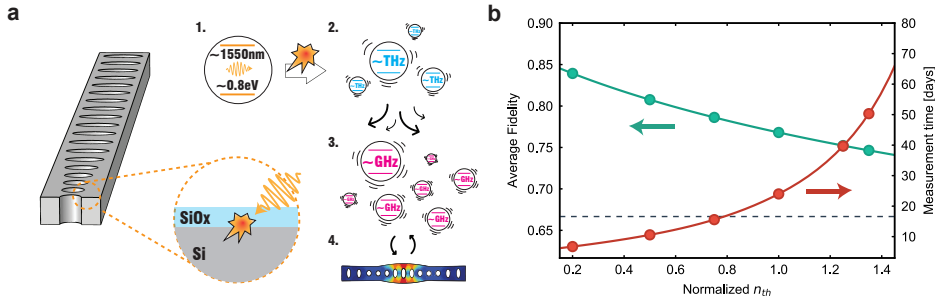 a
1.
~1550nm
~0.8eV
2.
~THz
~THz
~THz
~THz
3.
~GHz
~GHz
~GHz
~GHz
~GHz
4.
SiOx
Si
b
Average Fidelity
0.90
0.85
0.80
0.75
0.70
0.65
0.2
0.4
0.6
0.8
1.0
1.2
1.4
Normalized nth
80
70
60
50
40
30
20
10
Measurement time [days]